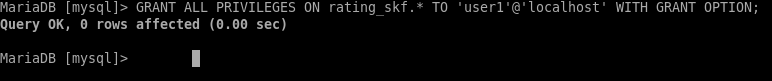 MariaDB [mysql]> GRANT ALL PRIVILEGES ON rating_skf.* TO 'user1'@'localhost' WITH GRANT OPTION;
Query OK, 0 rows affected (0.00 sec)
MariaDB [mysql]>